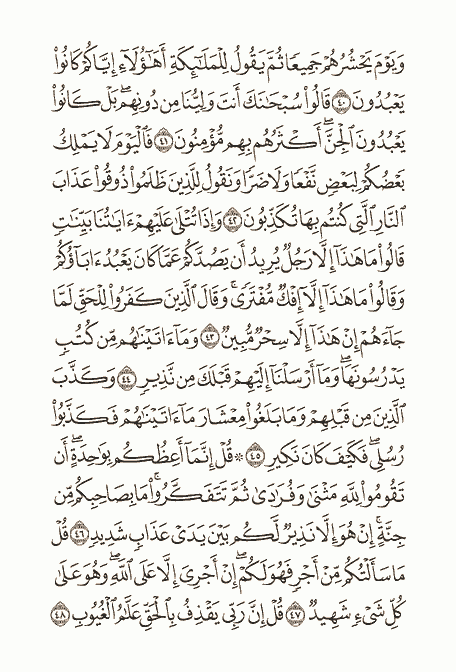 وَيَوْمَ يَحْشُرُهُمْ جَمِيعًا ثُمَّ يَقُولُ لِلْمَلَٰٓئِكَةِ أَهَٰٓؤُلَآءِ إِيَّاكُمْ كَانُوا۟
يَعْبُدُونَ ٤٠ قَالُوا۟ سُبْحَٰنَكَ أَنتَ وَلِيُّنَا مِن دُونِهِم ۖ بَلْ كَانُوا۟
يَعْبُدُونَ ٱلْجِنَّ ۖ أَكْثَرُهُم بِهِم مُّؤْمِنُونَ ٤١ فَٱلْيَوْمَ لَا يَمْلِكُ
بَعْضُكُمْ لِبَعْضٍ نَّفْعًا وَلَا ضَرًّا وَنَقُولُ لِلَّذِينَ ظَلَمُوا۟ ذُوقُوا۟ عَذَابَ
ٱلنَّارِ ٱلَّتِى كُنتُم بِهَا تُكَذِّبُونَ ٤٢ وَإِذَا تُتْلَىٰ عَلَيْهِمْ ءَايَٰتُنَا بَيِّنَٰتٍ
قَالُوا۟ مَا هَٰذَآ إِلَّا رَجُلٌ يُرِيدُ أَن يَصُدَّكُمْ عَمَّا كَانَ يَعْبُدُ ءَابَآؤُكُمْ
وَقَالُوا۟ مَا هَٰذَآ إِلَّآ إِفْكٌ مُّفْتَرًى ۚ وَقَالَ ٱلَّذِينَ كَفَرُوا۟ لِلْحَقِّ لَمَّا
جَآءَهُمْ إِنْ هَٰذَآ إِلَّا سِحْرٌ مُّبِينٌ ٤٣ وَمَآ ءَاتَيْنَٰهُم مِّن كُتُبٍ
يَدْرُسُونَهَا ۖ وَمَآ أَرْسَلْنَآ إِلَيْهِمْ قَبْلَكَ مِن نَّذِيرٍ ٤٤ وَكَذَّبَ
ٱلَّذِينَ مِن قَبْلِهِمْ وَمَا بَلَغُوا۟ مِعْشَارَ مَآ ءَاتَيْنَٰهُمْ فَكَذَّبُوا۟
رُسُلِى ۖ فَكَيْفَ كَانَ نَكِيرِ ٤٥ ۞ قُلْ إِنَّمَآ أَعِظُكُم بِوَٰحِدَةٍ ۖ أَن
تَقُومُوا۟ لِلَّهِ مَثْنَىٰ وَفُرَٰدَىٰ ثُمَّ تَتَفَكَّرُوا۟ ۚ مَا بِصَاحِبِكُم مِّن
جِنَّةٍ ۚ إِنْ هُوَ إِلَّا نَذِيرٌ لَّكُم بَيْنَ يَدَىْ عَذَابٍ شَدِيدٍ ٤٦ قُلْ
مَا سَأَلْتُكُم مِّنْ أَجْرٍ فَهُوَ لَكُمْ ۖ إِنْ أَجْرِىَ إِلَّا عَلَى ٱللَّهِ ۖ وَهُوَ عَلَىٰ
كُلِّ شَىْءٍ شَهِيدٌ ٤٧ قُلْ إِنَّ رَبِّى يَقْذِفُ بِٱلْحَقِّ عَلَّٰمُ ٱلْغُيُوبِ ٤٨